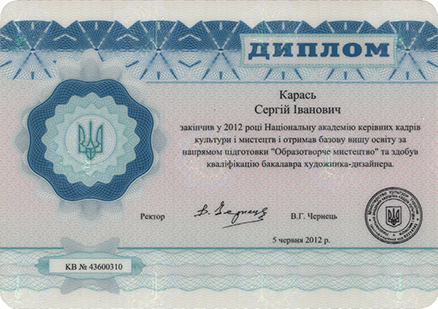 ДИПЛОМ
Карась
Сергій Іванович
закінчив у 2012 році Національну академію керівних кадрів
культури і мистецтв і отримав базову вищу освіту за
напрямом підготовки "Образотворче мистецтво" та здобув
кваліфікацію бакалавра художника-дизайнера.
Ректор
В.Г. Чернець
5 червня 2012 р.
КВ № 43600310